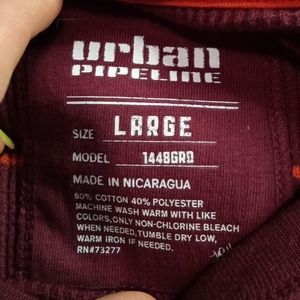 urban
PIPELINE
SIZE LARGE
MODEL 1448GRD
MADE IN NICARAGUA
60% COTTON 40% POLYESTER
MACHINE WASH WARM WITH LIKE
COLORS,ONLY NON-CHLORINE BLEACH
WHEN NEEDED,TUMBLE DRY LOW,
WARM IRON IF NEEDED.
RN#73277